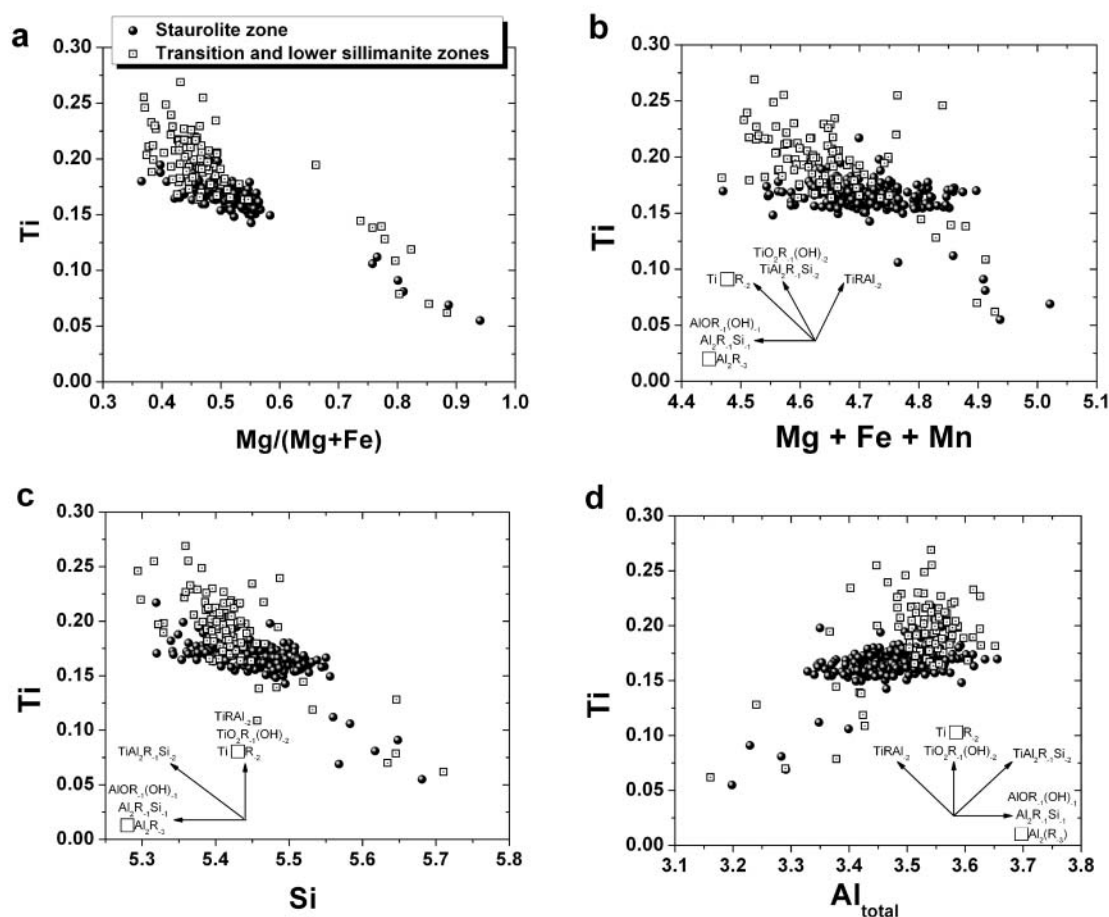 a
Staurolite zone
Transition and lower sillimanite zones
0.30
0.25
0.20
0.15
0.10
0.05
0.00
Ti
0.3 0.4 0.5 0.6 0.7 0.8 0.9 1.0
Mg/(Mg+Fe)
b
0.30
0.25
0.20
0.15
0.10
0.05
0.00
Ti
TiO2R-1(OH)-2
TiAl2R-1Si-2
Ti□R-2
TiRAl-2
AlOR-1(OH)-1
Al2R-1Si-1
□Al2R-3
4.4 4.5 4.6 4.7 4.8 4.9 5.0 5.1
Mg + Fe + Mn
c
0.30
0.25
0.20
0.15
0.10
0.05
0.00
Ti
TiRAl-2
TiO2R-1(OH)-2
Ti□R-2
TiAl2R-1Si-2
AlOR-1(OH)-1
Al2R-1Si-1
□Al2R-3
5.3 5.4 5.5 5.6 5.7 5.8
Si
d
0.30
0.25
0.20
0.15
0.10
0.05
0.00
Ti
Ti□R-2
TiRAl-2 TiO2R-1(OH)-2 TiAl2R-1Si-2
AlOR-1(OH)-1
Al2R-1Si-1
□Al2(R-3)
3.1 3.2 3.3 3.4 3.5 3.6 3.7 3.8
Altotal